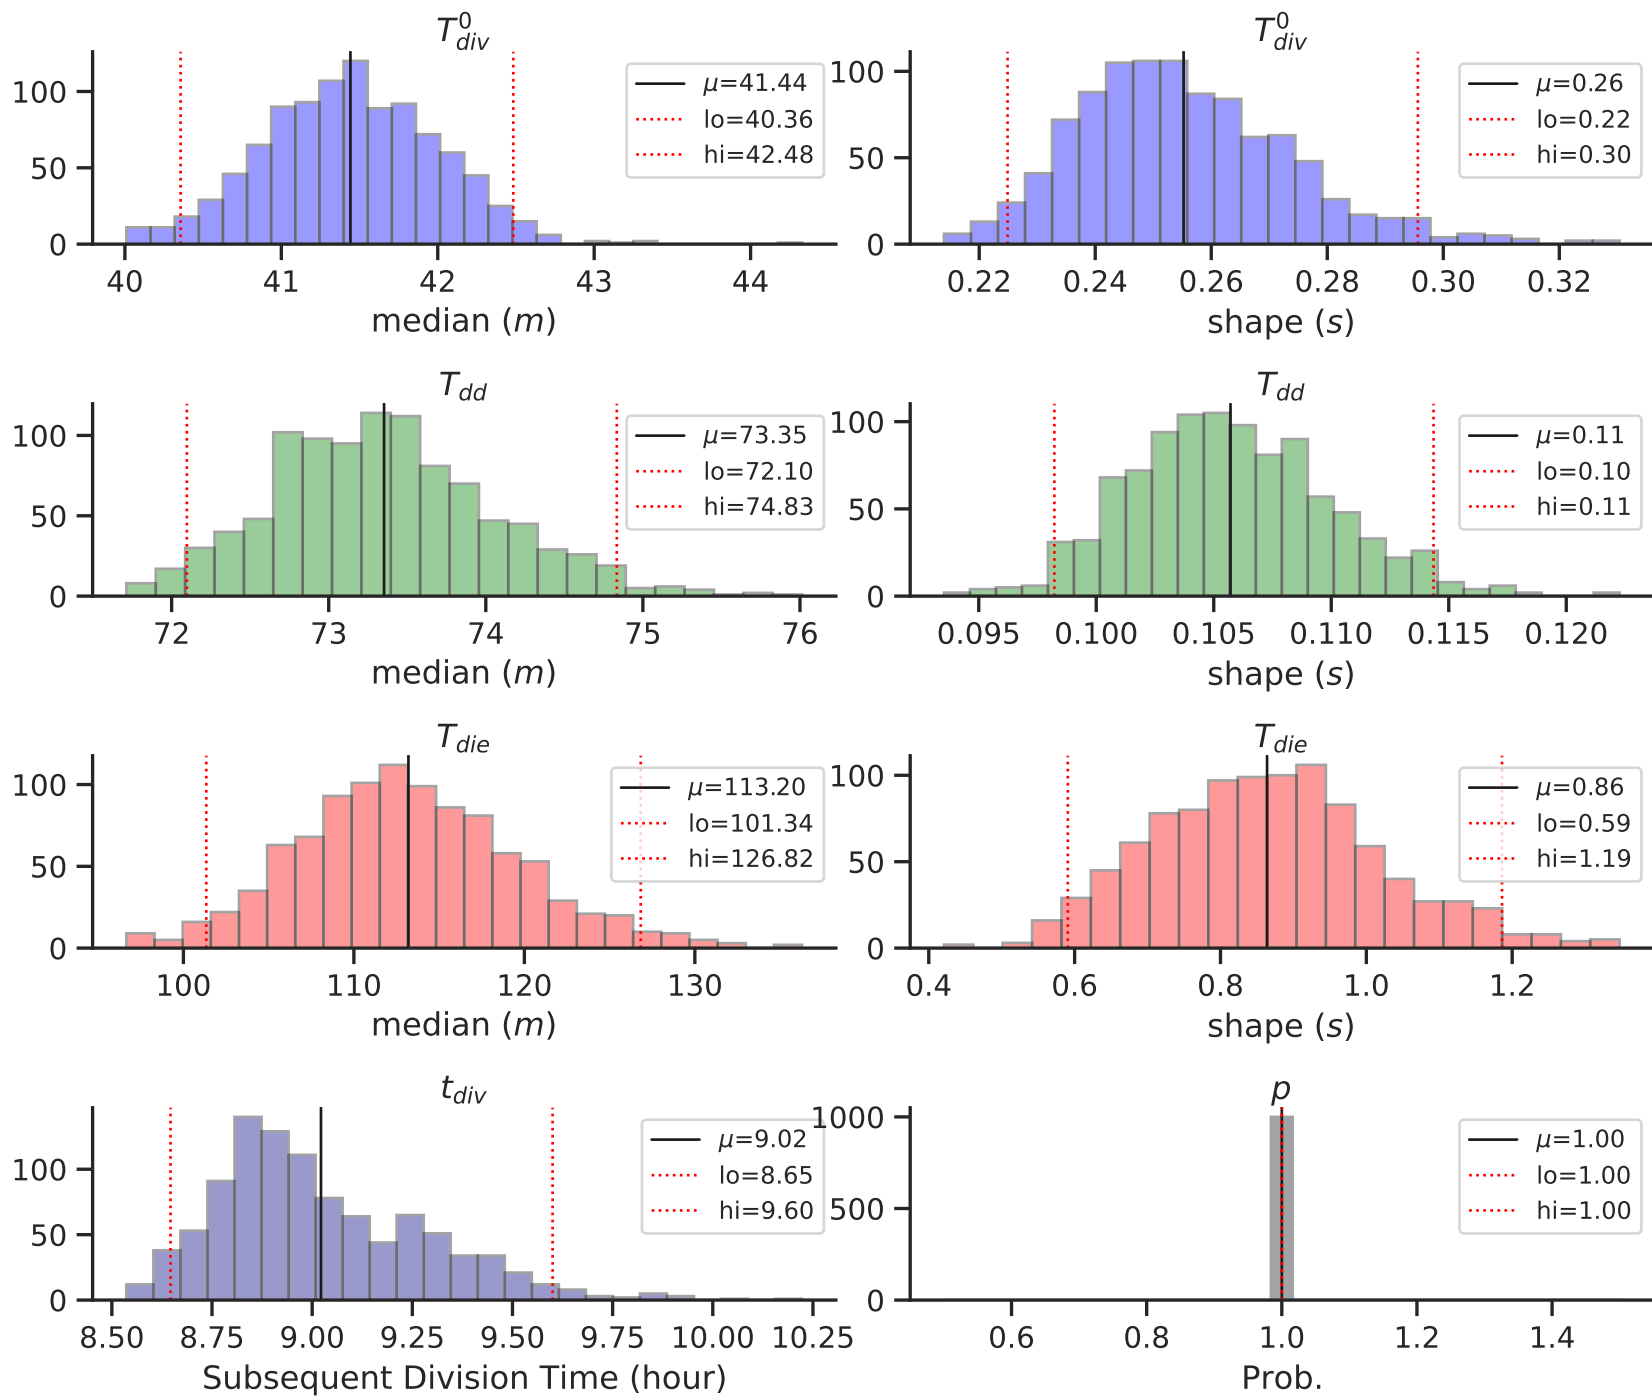 T⁰div
100
50
0
40 41 42 43 44
median (m)
μ=41.44
lo=40.36
hi=42.48
T⁰div
100
50
0
0.22 0.24 0.26 0.28 0.30 0.32
shape (s)
μ=0.26
lo=0.22
hi=0.30
Tdd
100
50
0
72 73 74 75 76
median (m)
μ=73.35
lo=72.10
hi=74.83
Tdd
100
50
0
0.095 0.100 0.105 0.110 0.115 0.120
shape (s)
μ=0.11
lo=0.10
hi=0.11
Tdie
100
50
0
100 110 120 130
median (m)
μ=113.20
lo=101.34
hi=126.82
Tdie
100
50
0
0.4 0.6 0.8 1.0 1.2
shape (s)
μ=0.86
lo=0.59
hi=1.19
tdiv
100
50
0
8.50 8.75 9.00 9.25 9.50 9.75 10.00 10.25
Subsequent Division Time (hour)
μ=9.02
lo=8.65
hi=9.60
p
1000
500
0
0.6 0.8 1.0 1.2 1.4
Prob.
μ=1.00
lo=1.00
hi=1.00